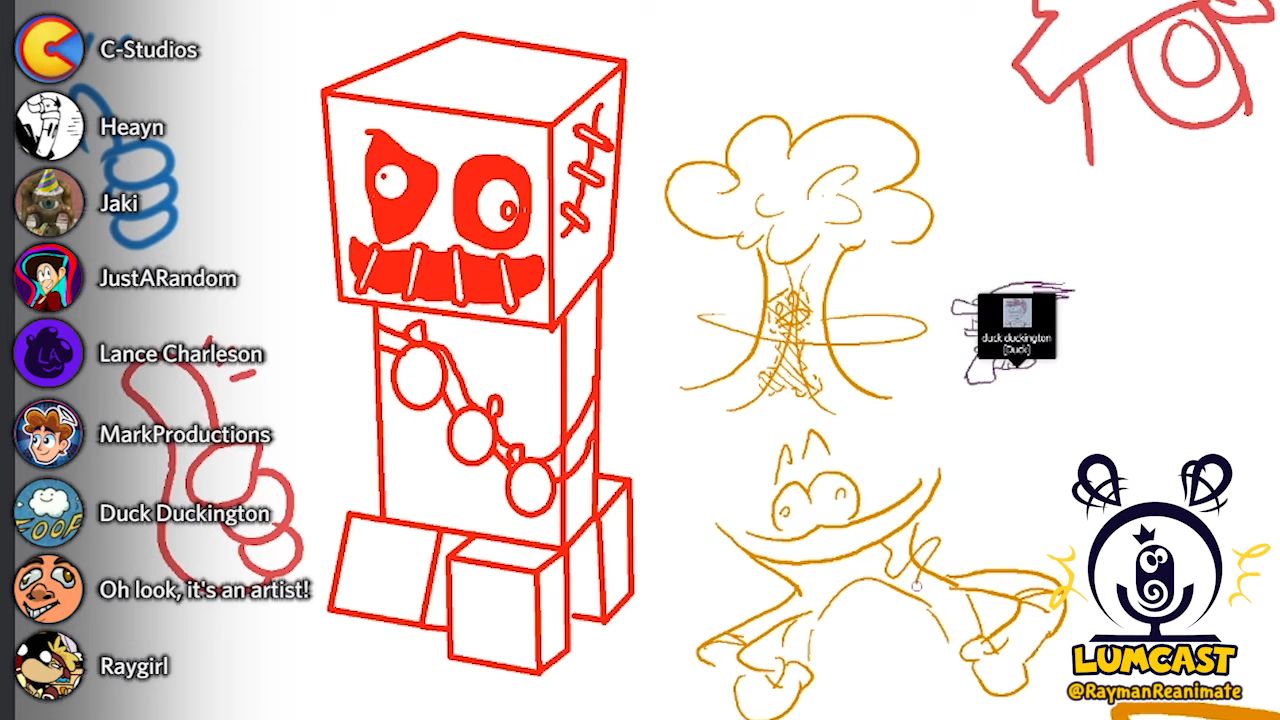 C-Studios
Heayn
Jaki
JustARandom
LA
Lance Charleson
MarkProductions
Duck Duckington
Oh look, it's an artist!
Raygirl
duck duckington
[Duck]
LUMCAST
@RaymanReanimate